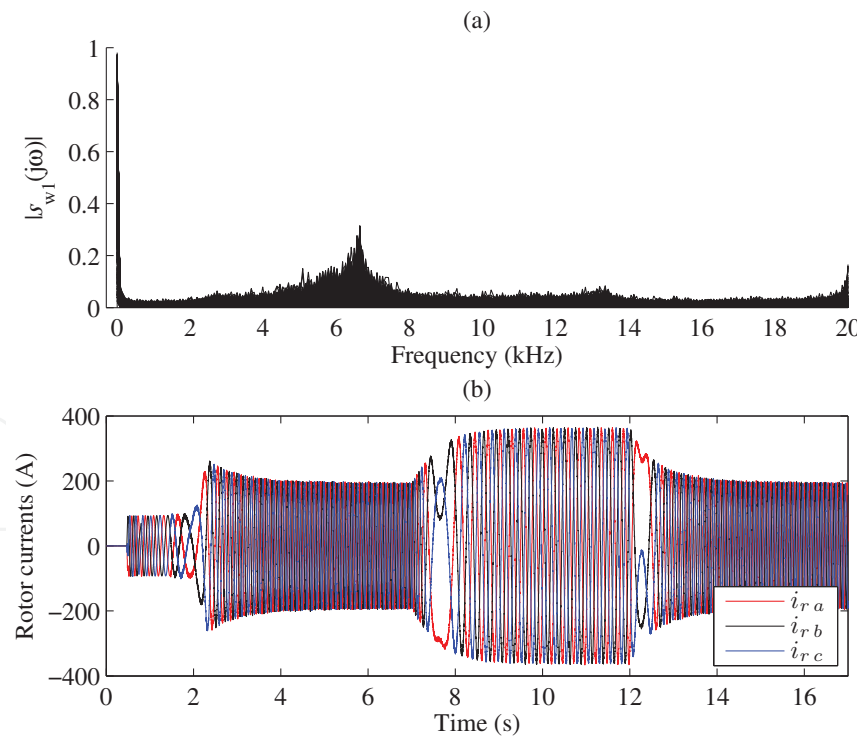 (a)
|s_w1(jω)|
1
0.8
0.6
0.4
0.2
0
0 2 4 6 8 10 12 14 16 18 20
Frequency (kHz)
(b)
Rotor currents (A)
400
200
0
−200
−400
i_r a
i_r b
i_r c
0 2 4 6 8 10 12 14 16
Time (s)